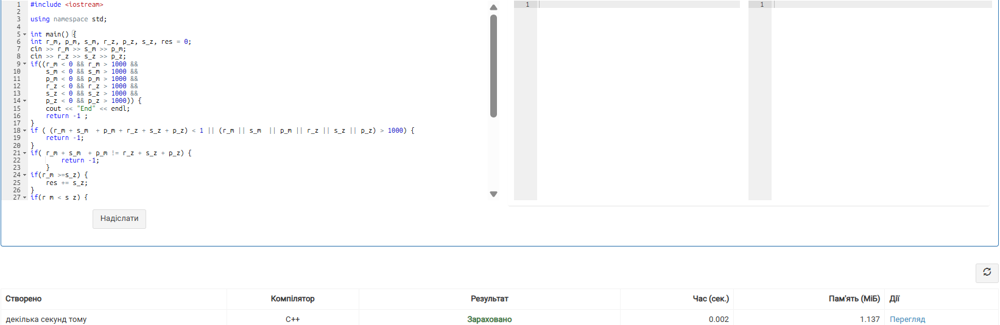 1 #include <iostream>
2
3 using namespace std;
4
5 int main() {
6 int r_m, p_m, s_m, r_z, p_z, s_z, res = 0;
7 cin >> r_m >> s_m >> p_m;
8 cin >> r_z >> s_z >> p_z;
9 if((r_m < 0 && r_m > 1000 &&
10 s_m < 0 && s_m > 1000 &&
11 p_m < 0 && p_m > 1000 &&
12 r_z < 0 && r_z > 1000 &&
13 s_z < 0 && s_z > 1000 &&
14 p_z < 0 && p_z > 1000)) {
15 cout << "End" << endl;
16 return -1 ;
17 }
18 if ( (r_m + s_m  + p_m + r_z + s_z + p_z) < 1 || (r_m || s_m  || p_m || r_z || s_z || p_z) > 1000) {
19 return -1;
20 }
21 if( r_m + s_m  + p_m != r_z + s_z + p_z) {
22 return -1;
23 }
24 if(r_m >=s_z) {
25 res += s_z;
26 }
27 if(r_m < s_z) {
1
1
Надіслати
Створено Компілятор Результат Час (сек.) Пам'ять (МіБ) Дії
декілька секунд тому C++ Зараховано 0.002 1.137 Перегляд